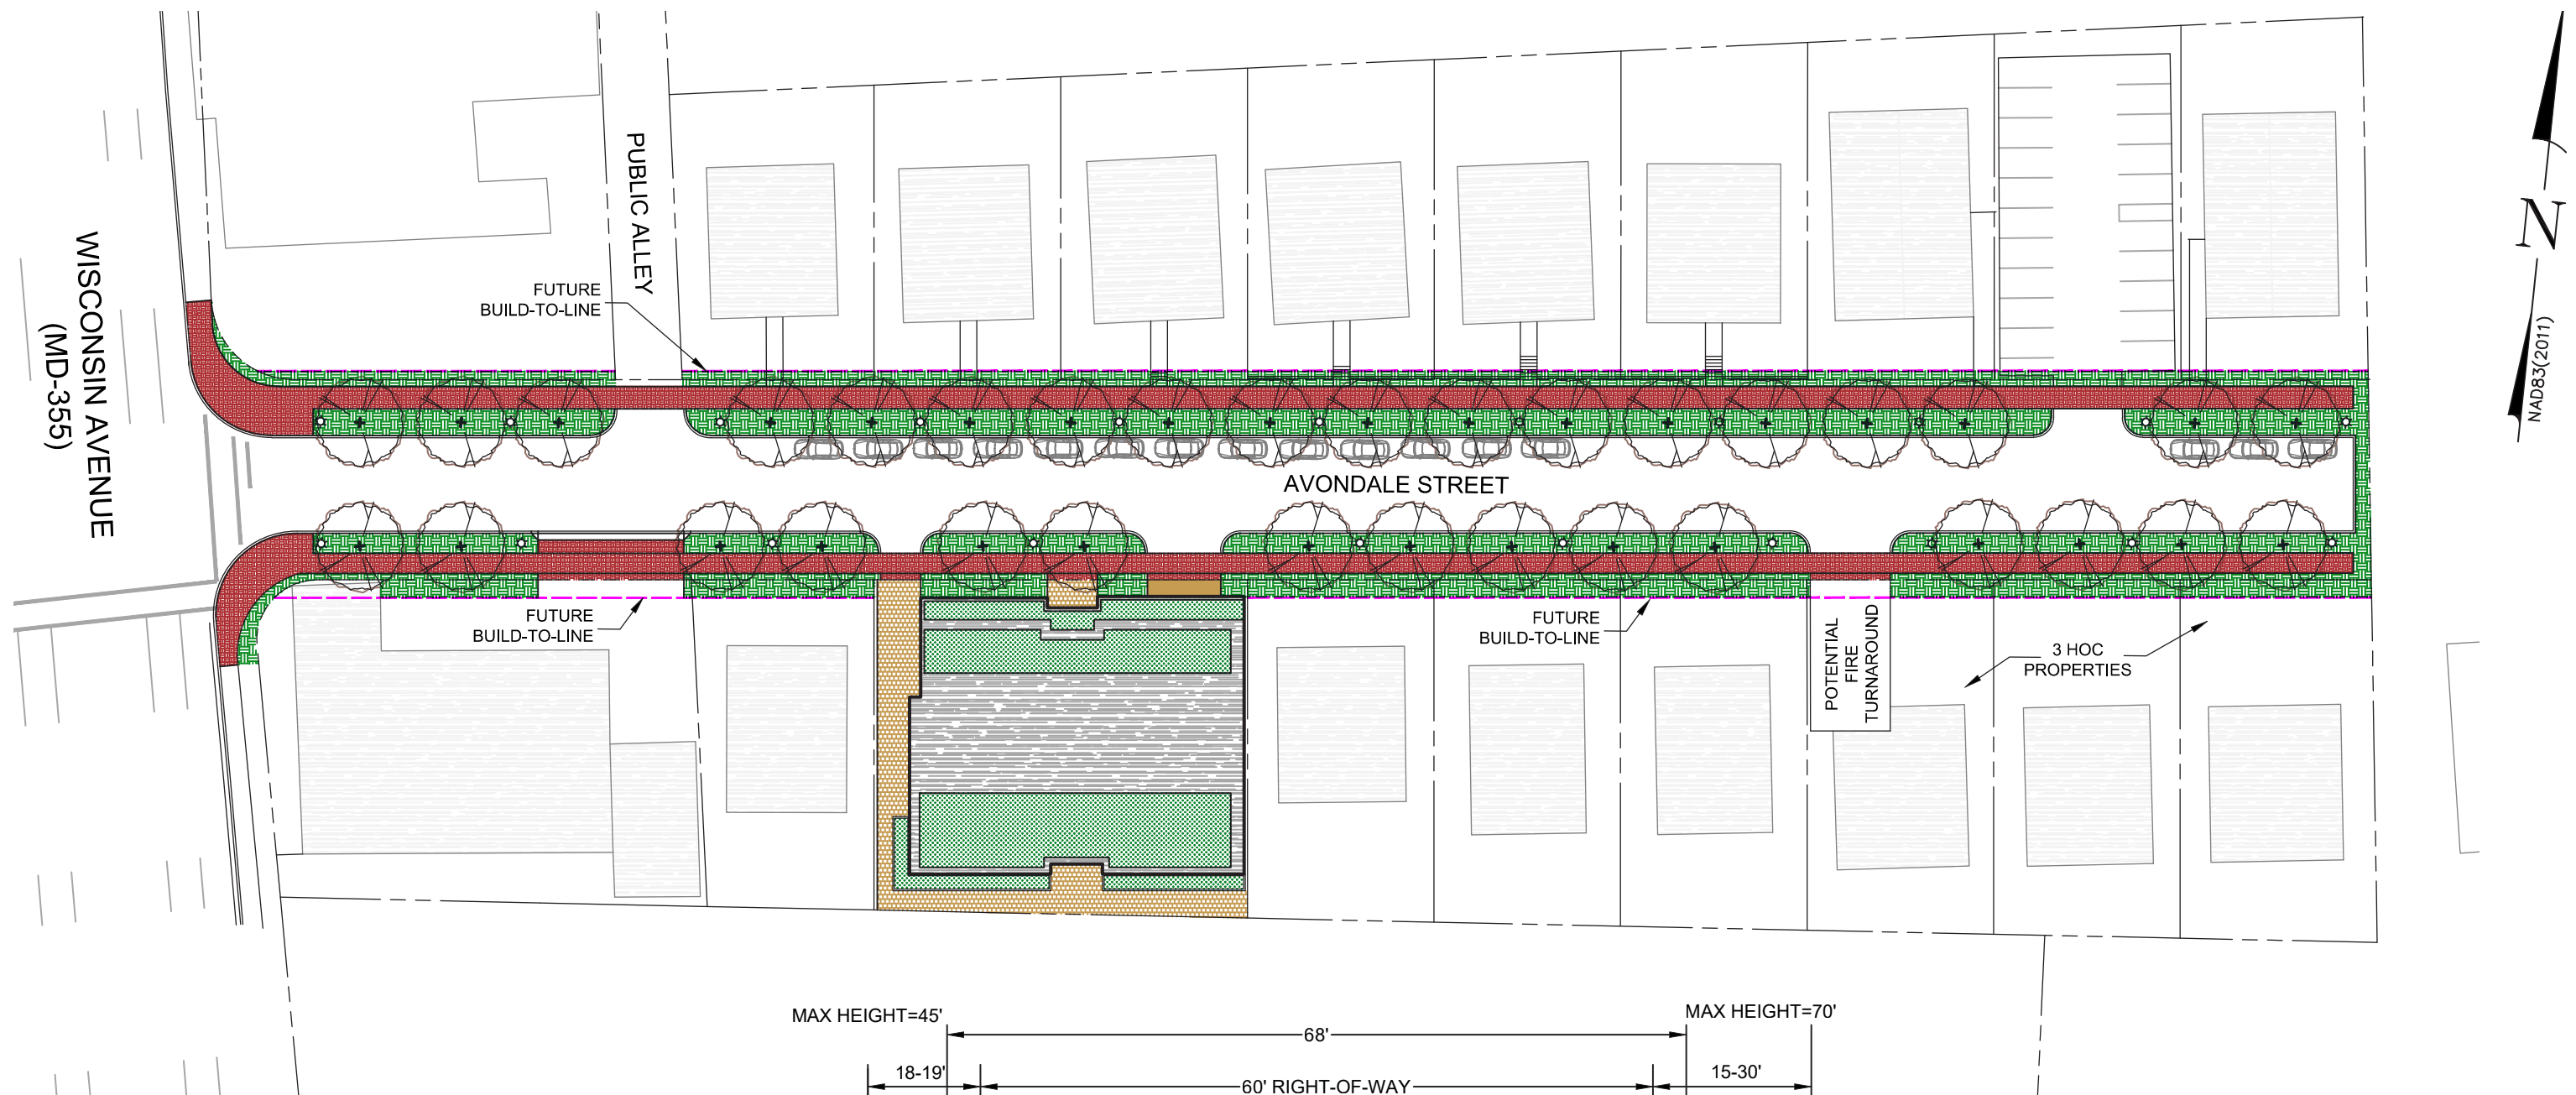 WISCONSIN AVENUE
(MD-355)
PUBLIC ALLEY
FUTURE
BUILD-TO-LINE
N
NAD83(2011)
AVONDALE STREET
FUTURE
BUILD-TO-LINE
FUTURE
BUILD-TO-LINE
POTENTIAL
FIRE
TURNAROUND
3 HOC
PROPERTIES
MAX HEIGHT=45'
MAX HEIGHT=70'
68'
18-19'
60' RIGHT-OF-WAY
15-30'